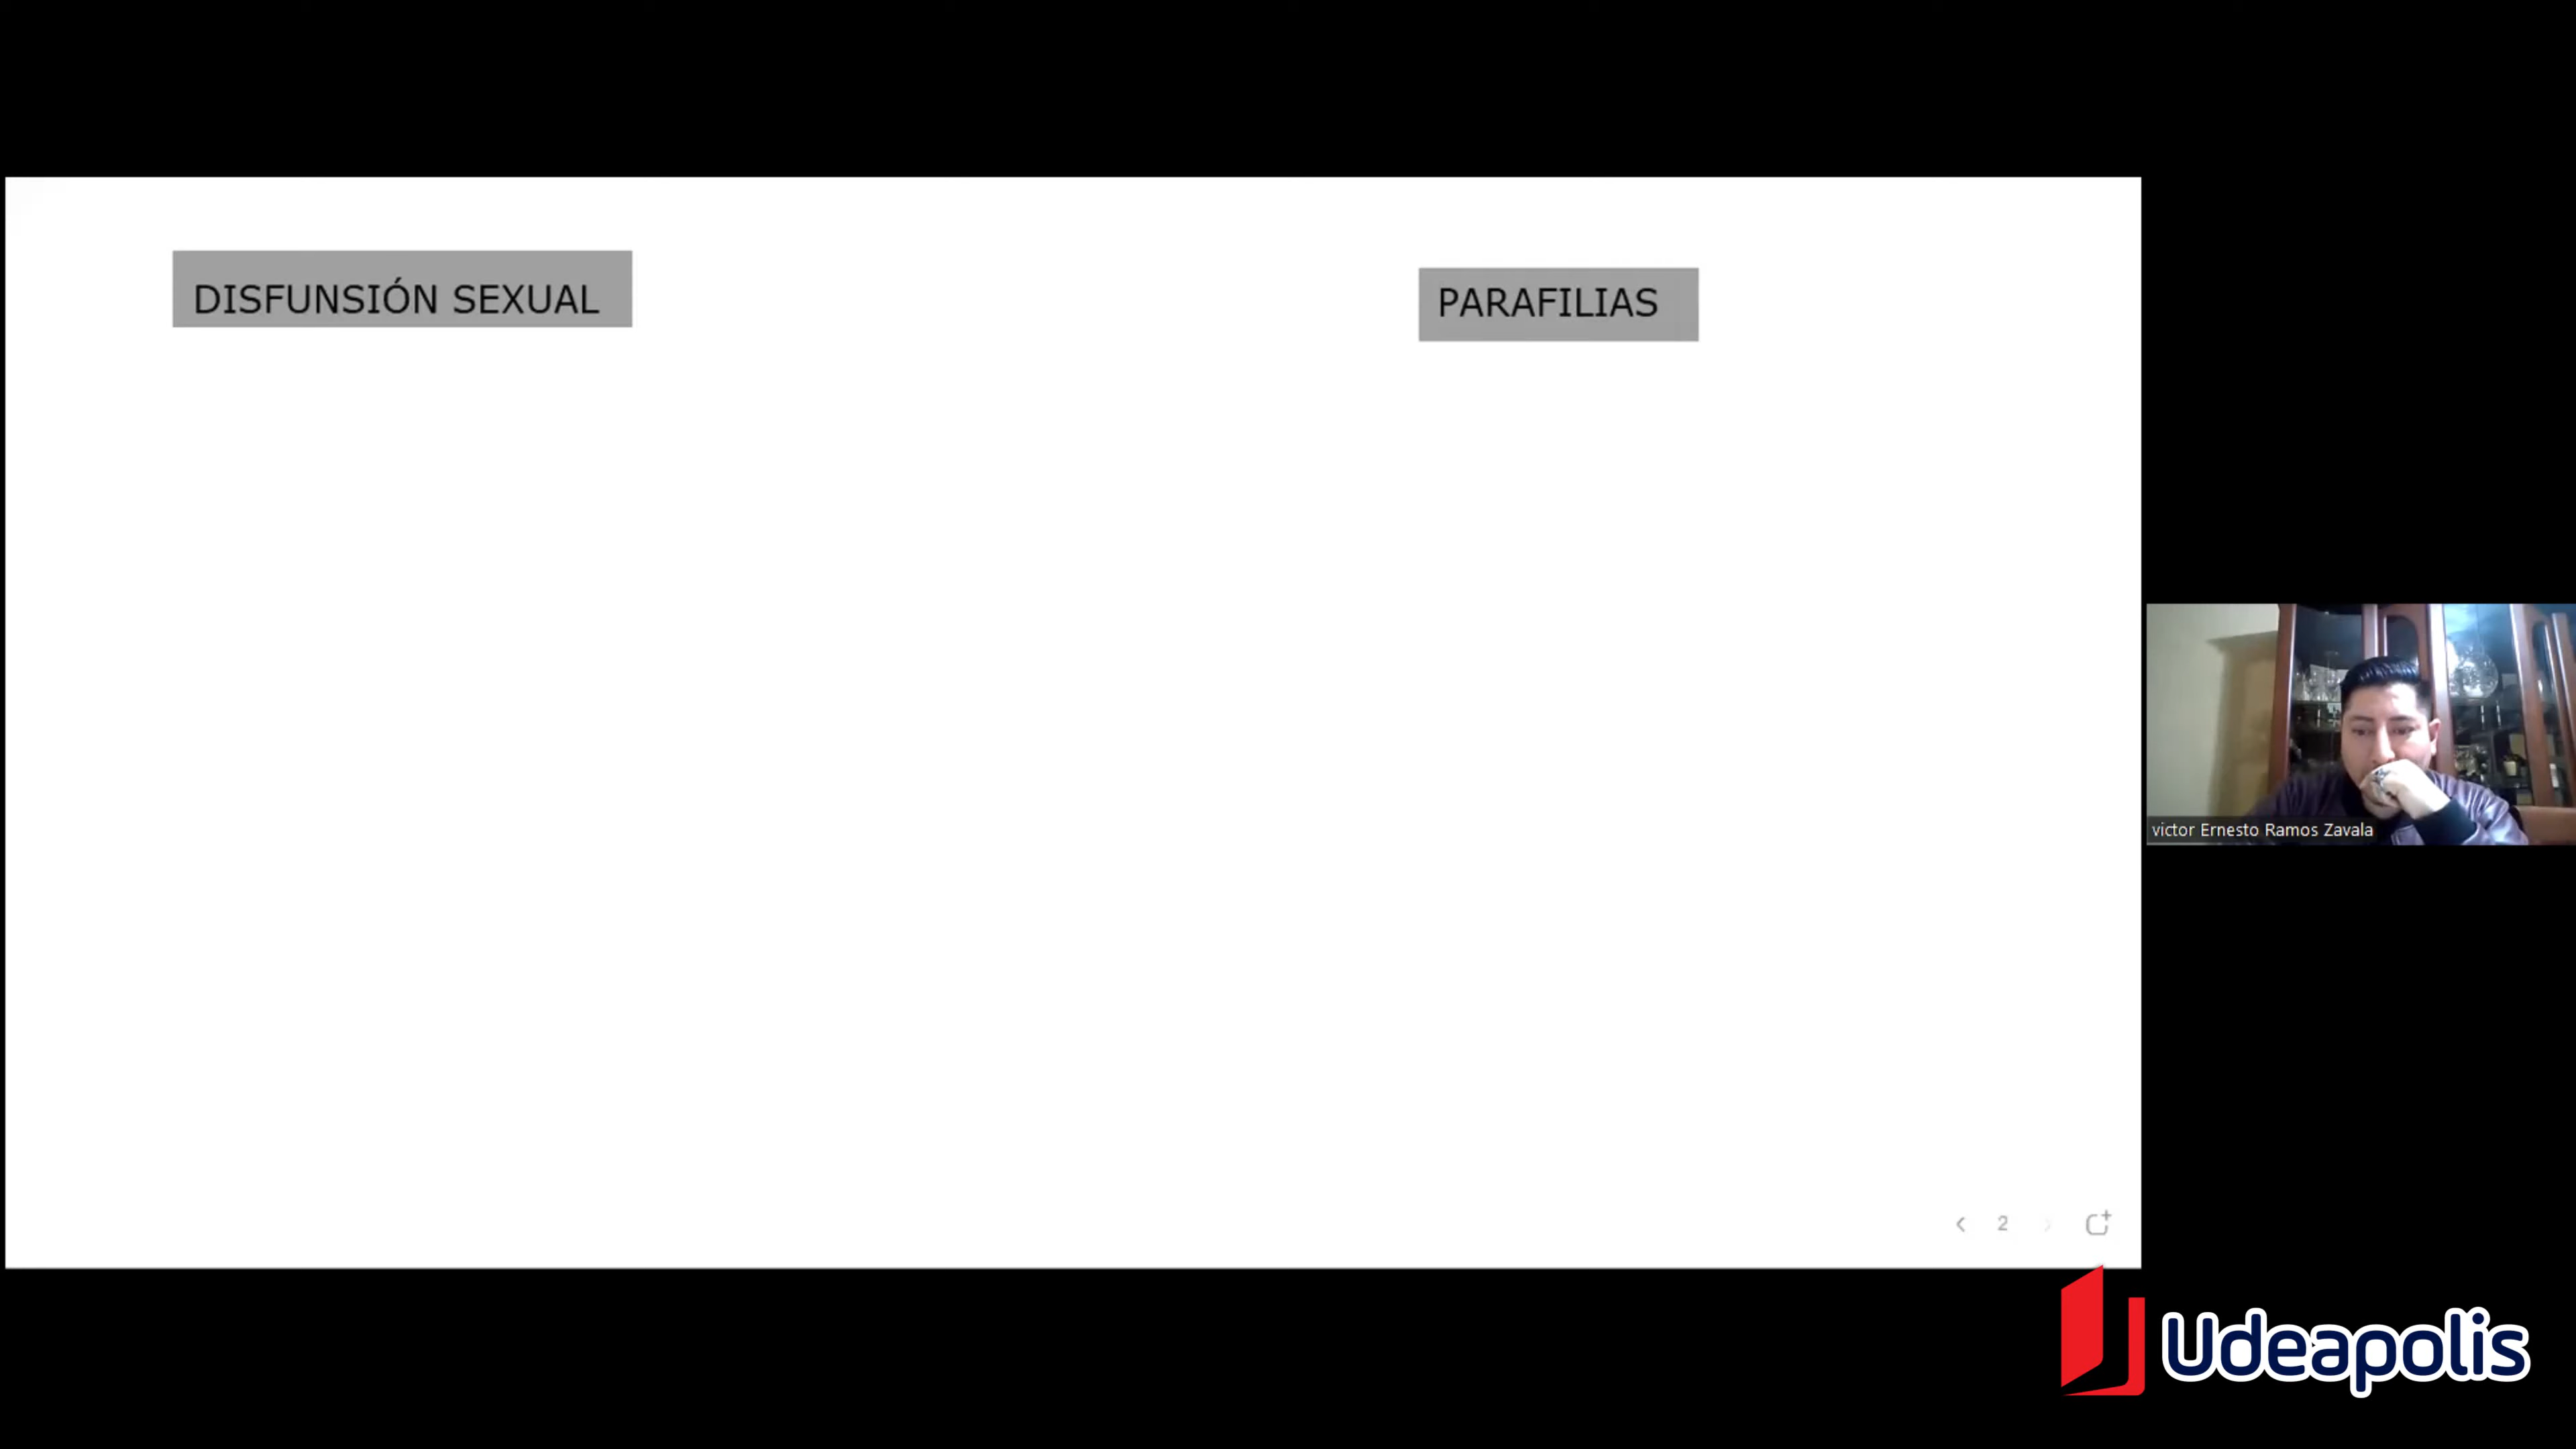 DISFUNSIÓN SEXUAL
PARAFILIAS
victor Ernesto Ramos Zavala
2
Udeapolis